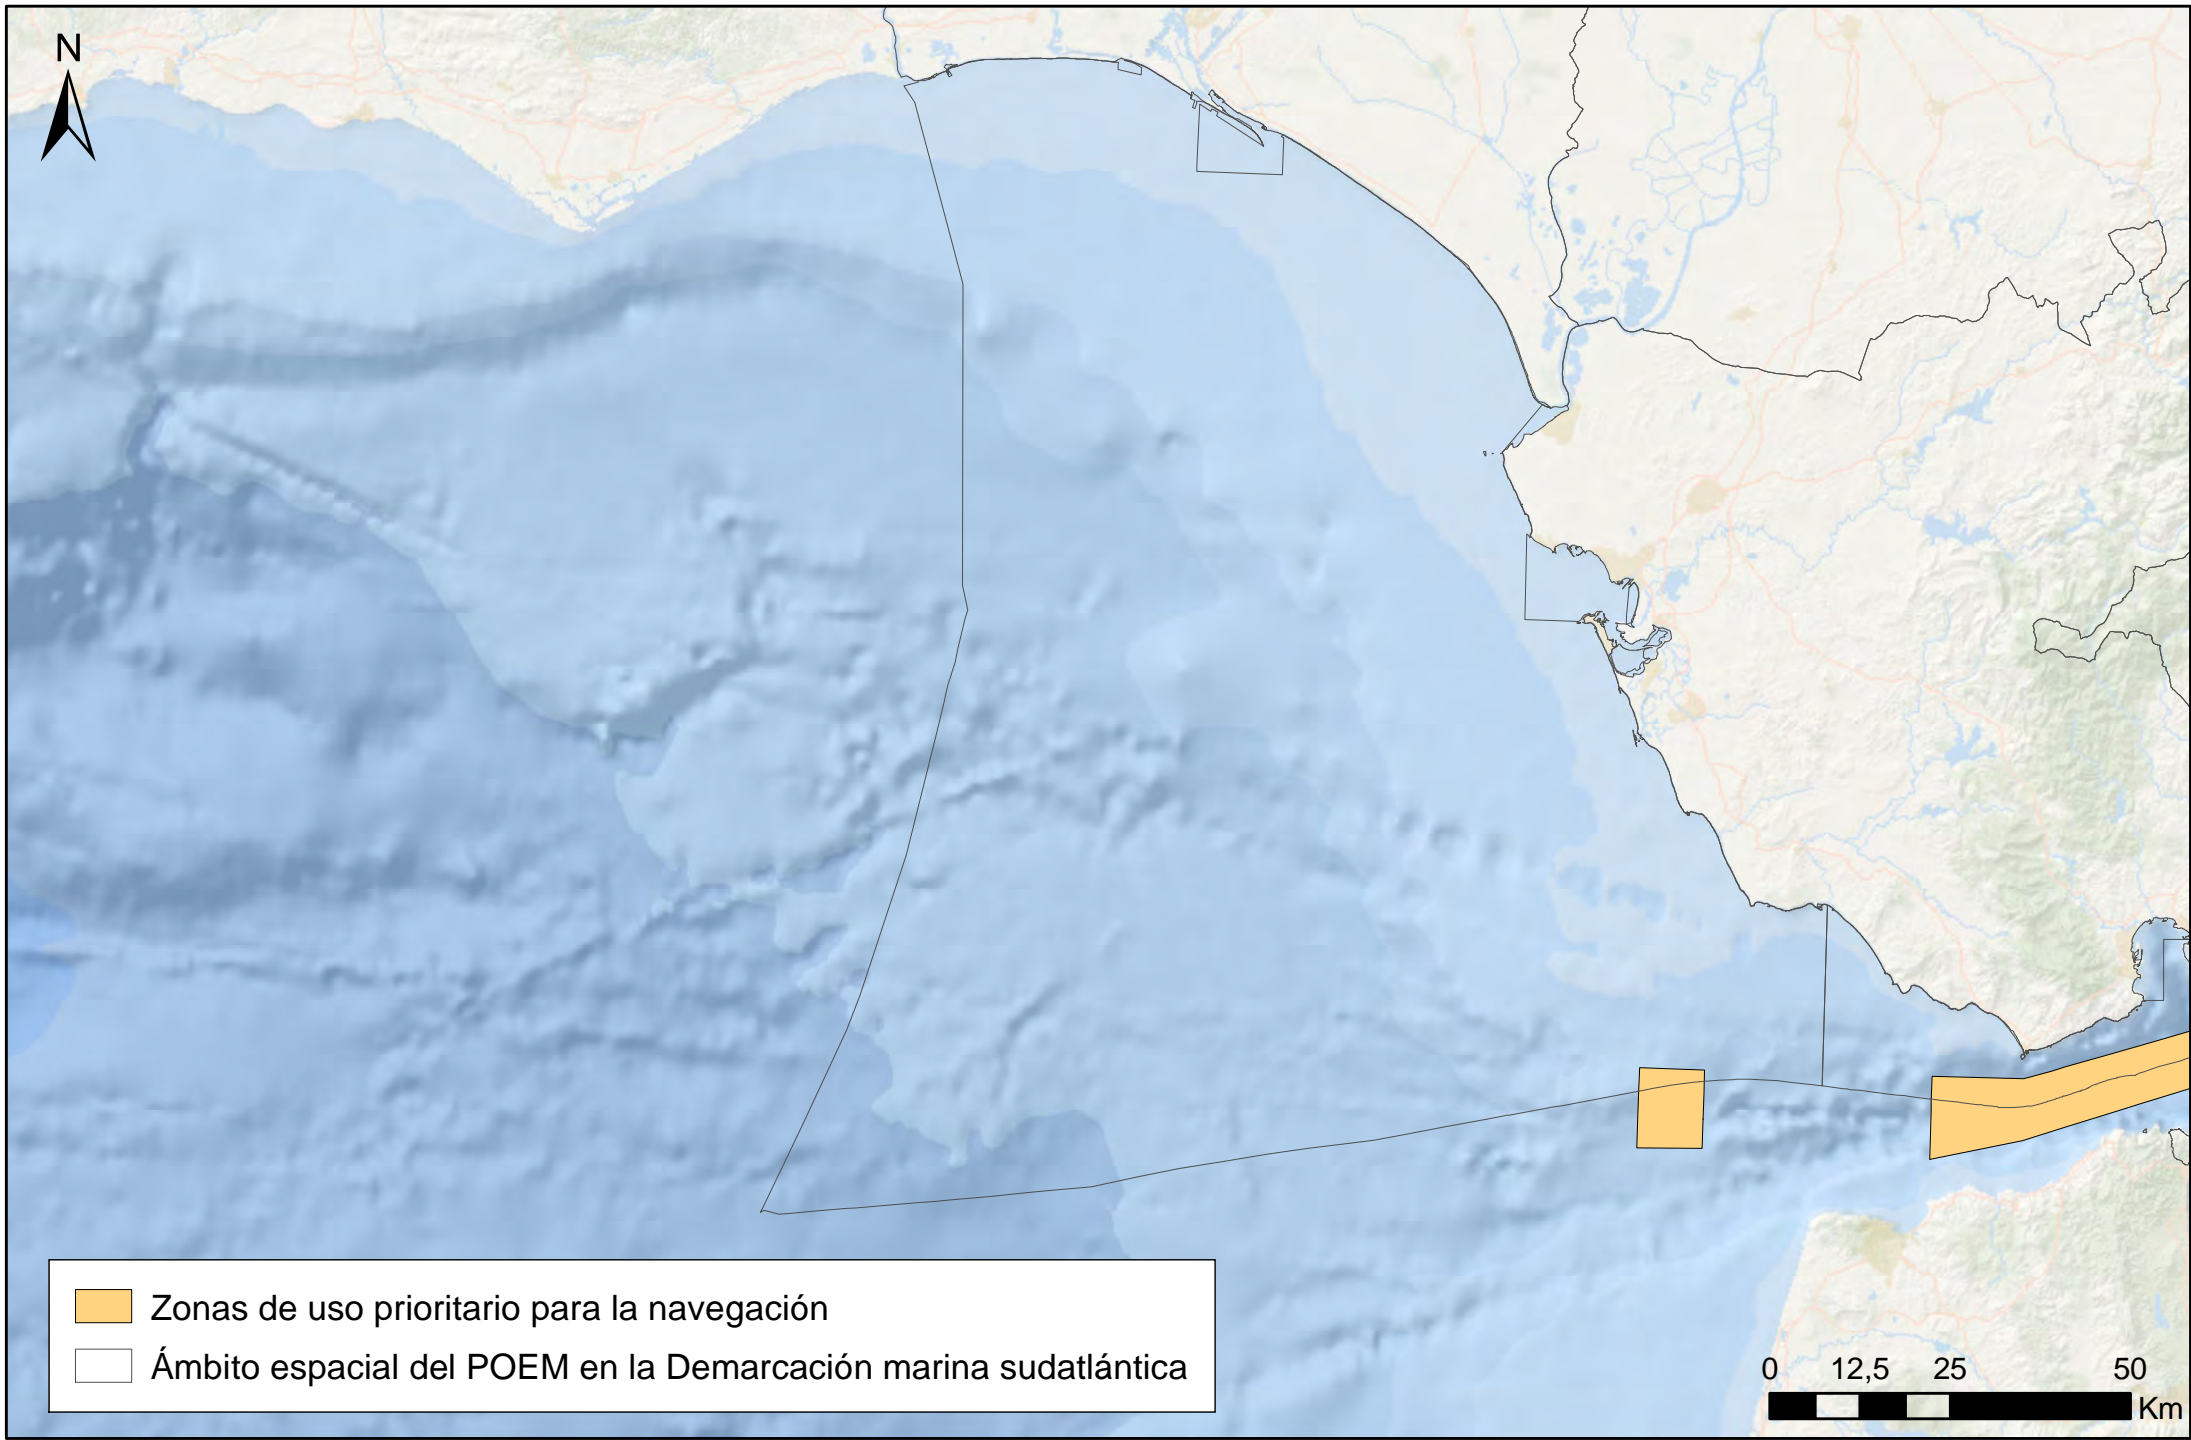 N
Zonas de uso prioritario para la navegación
Ámbito espacial del POEM en la Demarcación marina sudatlántica
0 12,5 25 50
Km